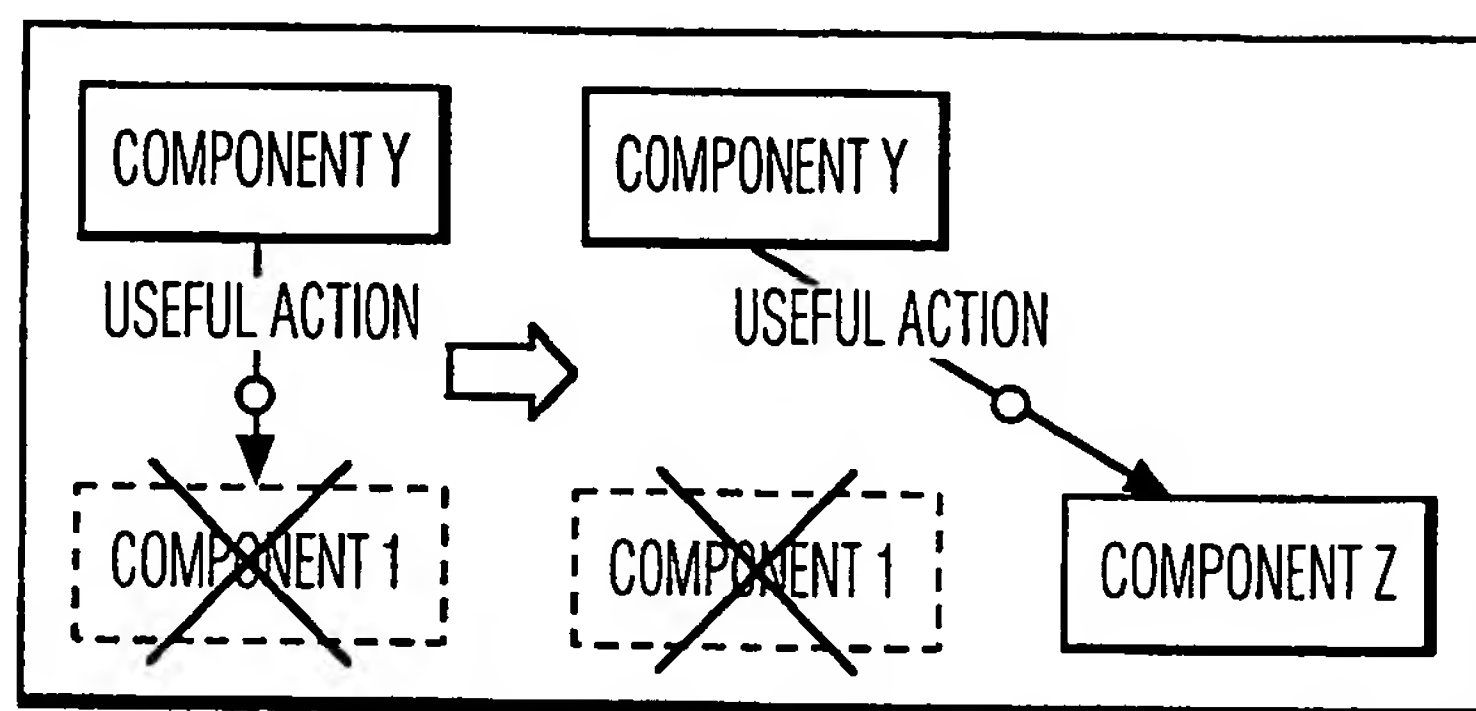 COMPONENT Y
USEFUL ACTION
COMPONENT 1
COMPONENT Y
USEFUL ACTION
COMPONENT 1
COMPONENT Z